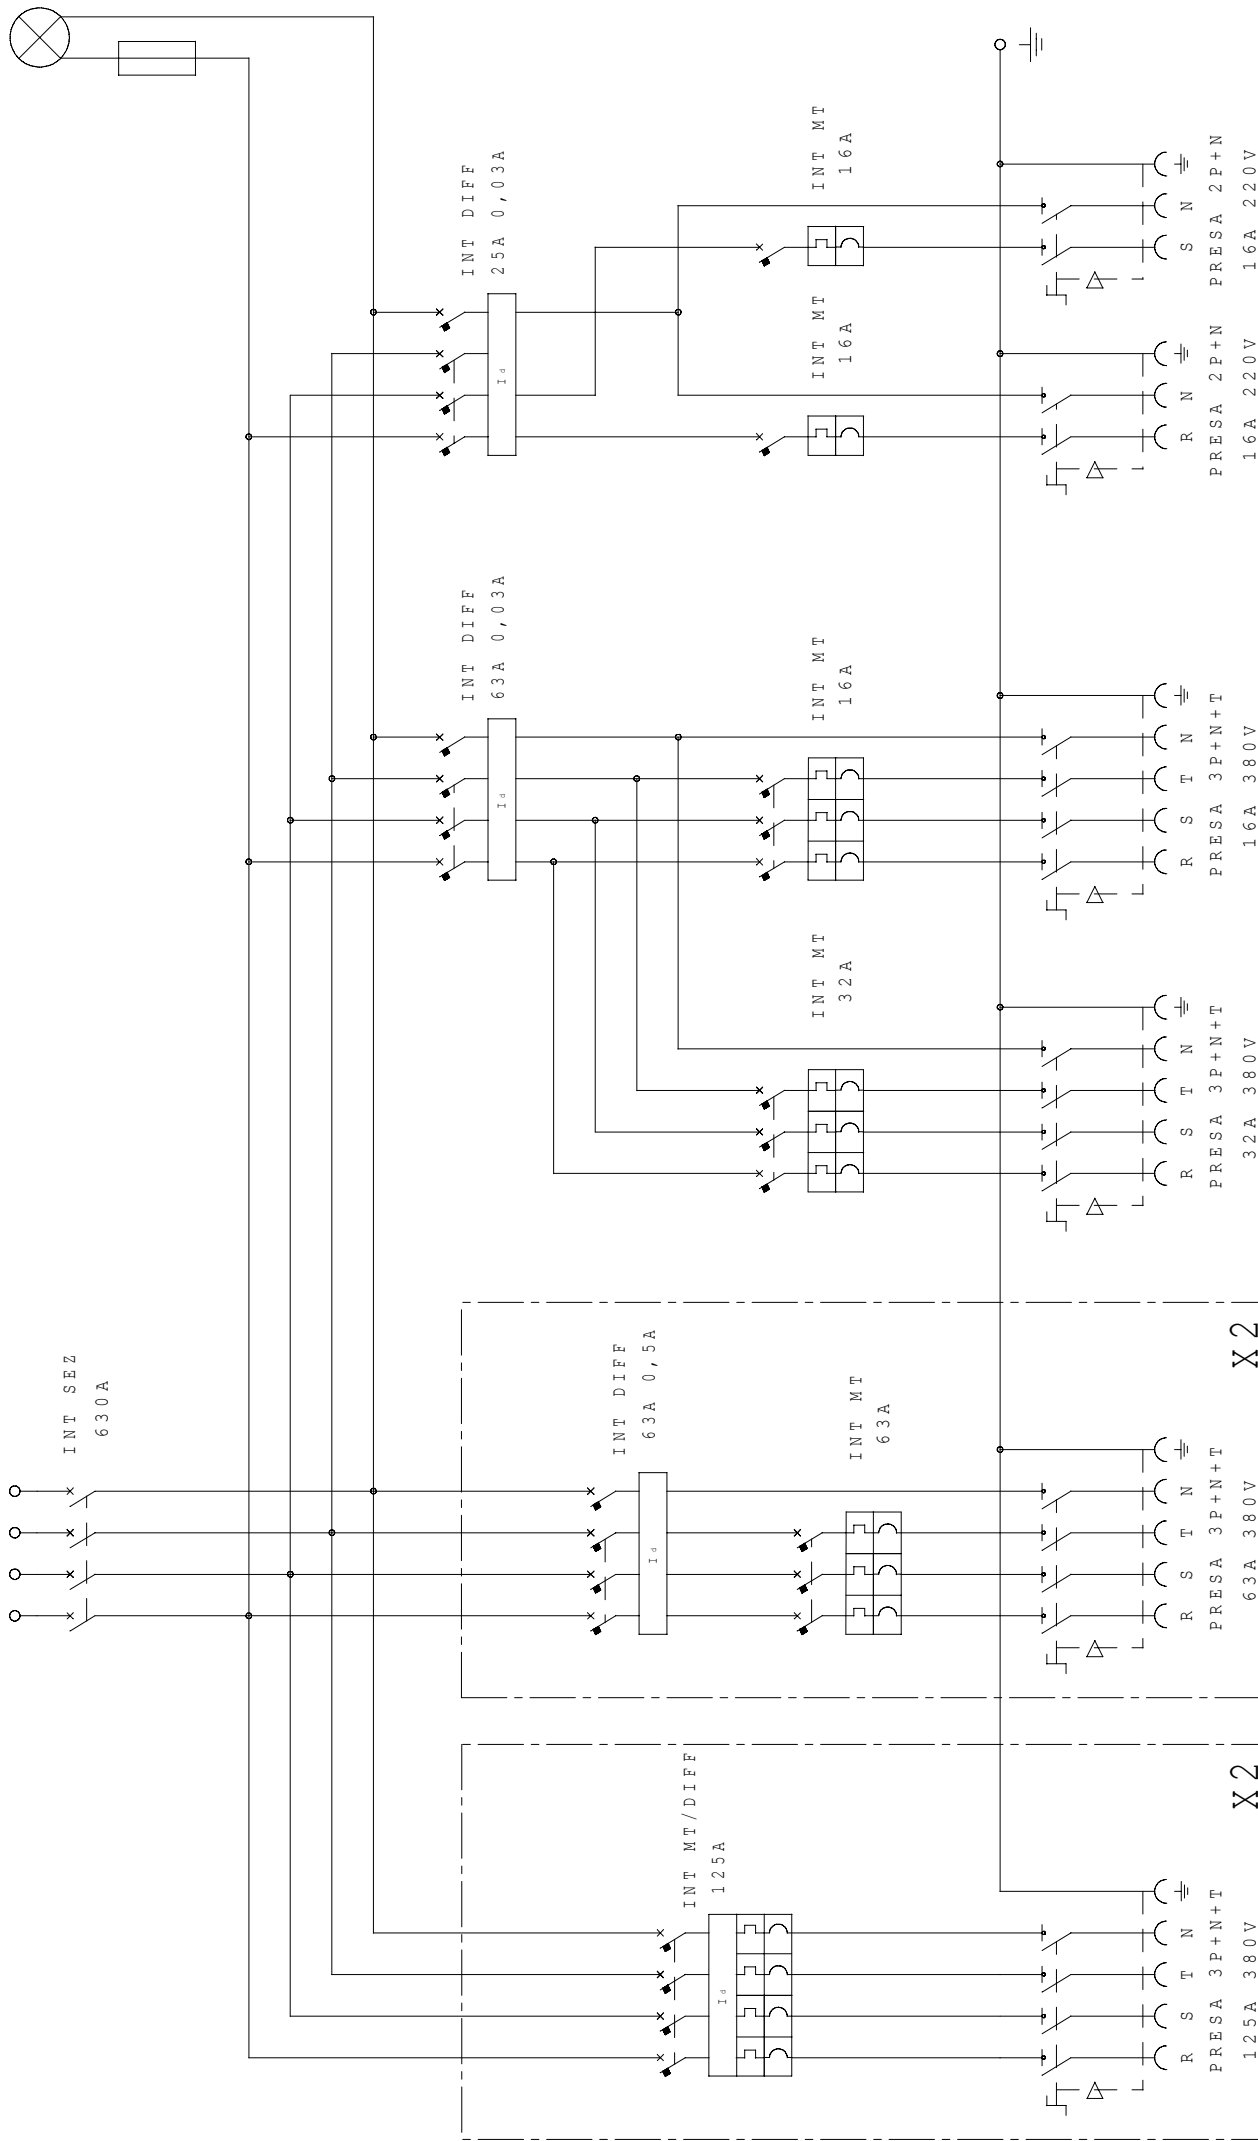 INT SEZ
630A
INT MT/DIFF
125A
Id
R S T N
PRESA 3P+N+T
125A 380V
X2
INT DIFF
63A 0,5A
Id
INT MT
63A
R S T N
PRESA 3P+N+T
63A 380V
X2
INT DIFF
63A 0,03A
Id
INT MT
32A
R S T N
PRESA 3P+N+T
32A 380V
INT MT
16A
R S T N
PRESA 3P+N+T
16A 380V
INT DIFF
25A 0,03A
Id
INT MT
16A
R N
PRESA 2P+N
16A 220V
INT MT
16A
S N
PRESA 2P+N
16A 220V